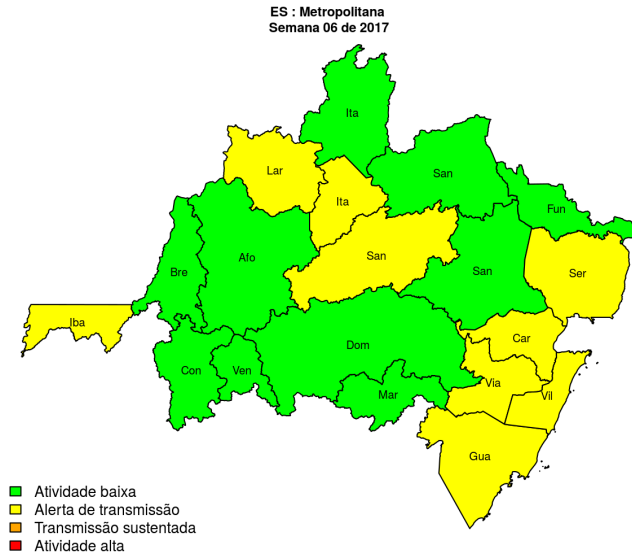 ES : Metropolitana
Semana 06 de 2017
Ita
Lar
San
Ita
Fun
Afo
San
Bre
San
Ser
Iba
Car
Dom
Con
Ven
Via
Mar
Vil
Gua
Atividade baixa
Alerta de transmissão
Transmissão sustentada
Atividade alta